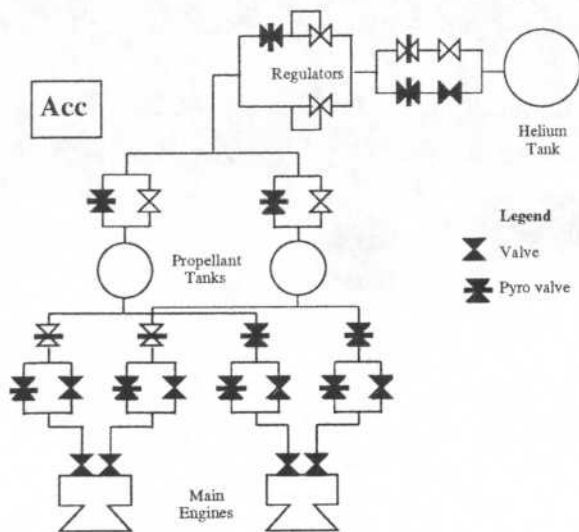 Acc
Regulators
Helium
Tank
Legend
Valve
Pyro valve
Propellant
Tanks
Main
Engines